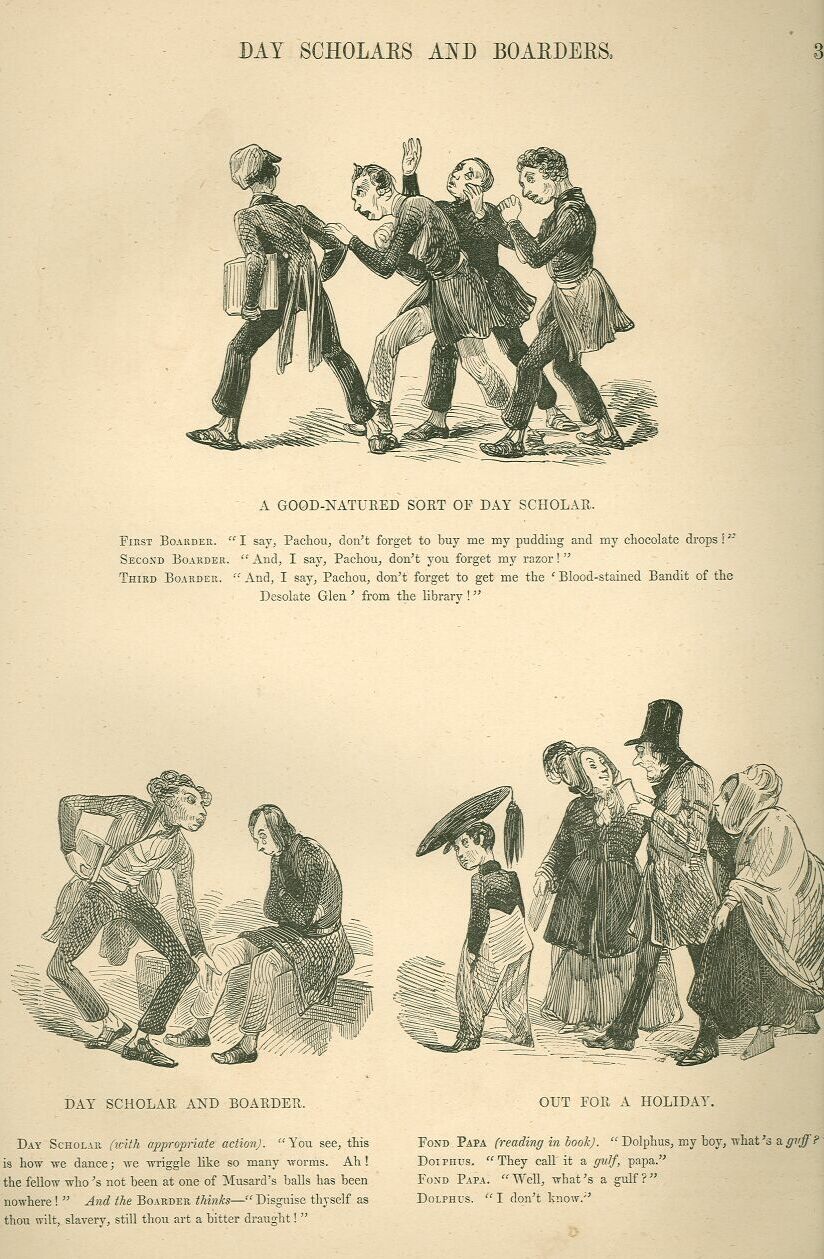 DAY SCHOLARS AND BOARDERS.
3
A GOOD-NATURED SORT OF DAY SCHOLAR.
FIRST BOARDER. "I say, Pachou, don't forget to buy me my pudding and my chocolate drops!"
SECOND BOARDER. "And, I say, Pachou, don't you forget my razor!"
THIRD BOARDER. "And, I say, Pachou, don't forget to get me the 'Blood-stained Bandit of the
Desolate Glen' from the library!"
DAY SCHOLAR AND BOARDER.
DAY SCHOLAR (with appropriate action). "You see, this
is how we dance; we wriggle like so many worms. Ah!
the fellow who's not been at one of Musard's balls has been
nowhere!" And the BOARDER thinks—"Disguise thyself as
thou wilt, slavery, still thou art a bitter draught!"
OUT FOR A HOLIDAY.
FOND PAPA (reading in book). "Dolphus, my boy, what's a guff?
DOLPHUS. "They call it a gulf, papa."
FOND PAPA. "Well, what's a gulf?"
DOLPHUS. "I don't know."